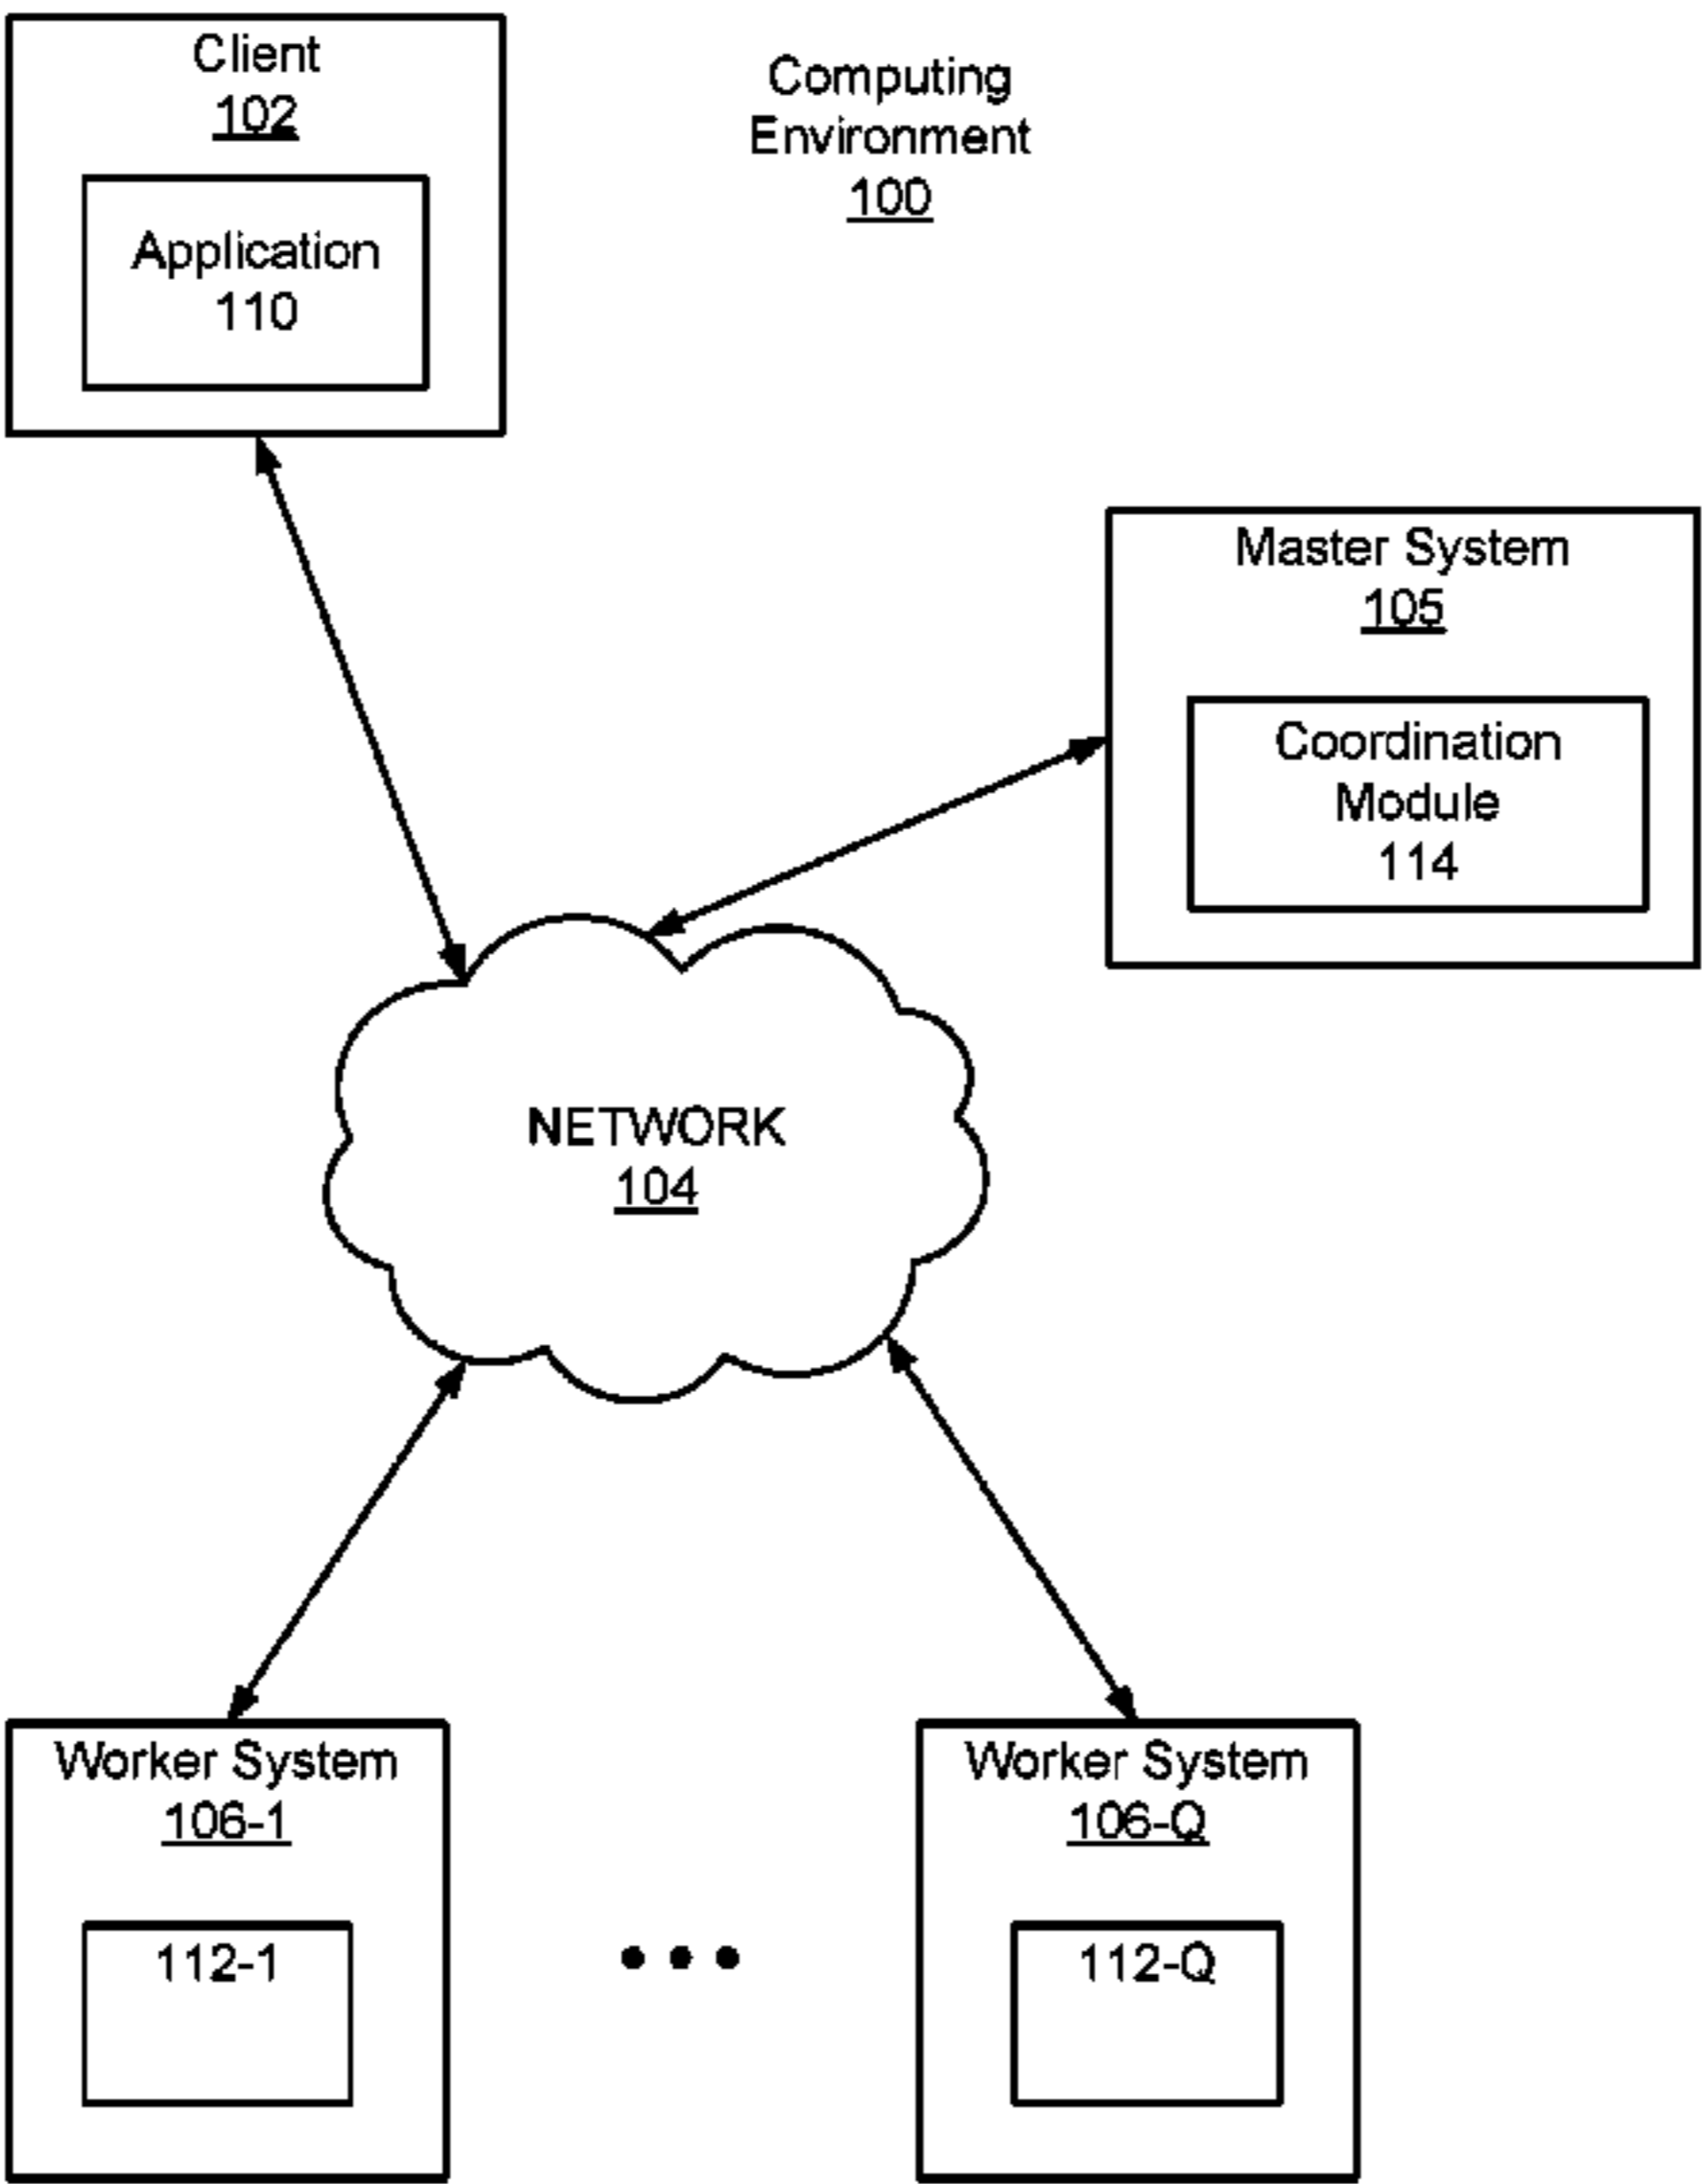 Client
102
Application
110
Computing
Environment
100
Master System
105
Coordination
Module
114
NETWORK
104
Worker System
106-1
112-1
Worker System
106-Q
112-Q